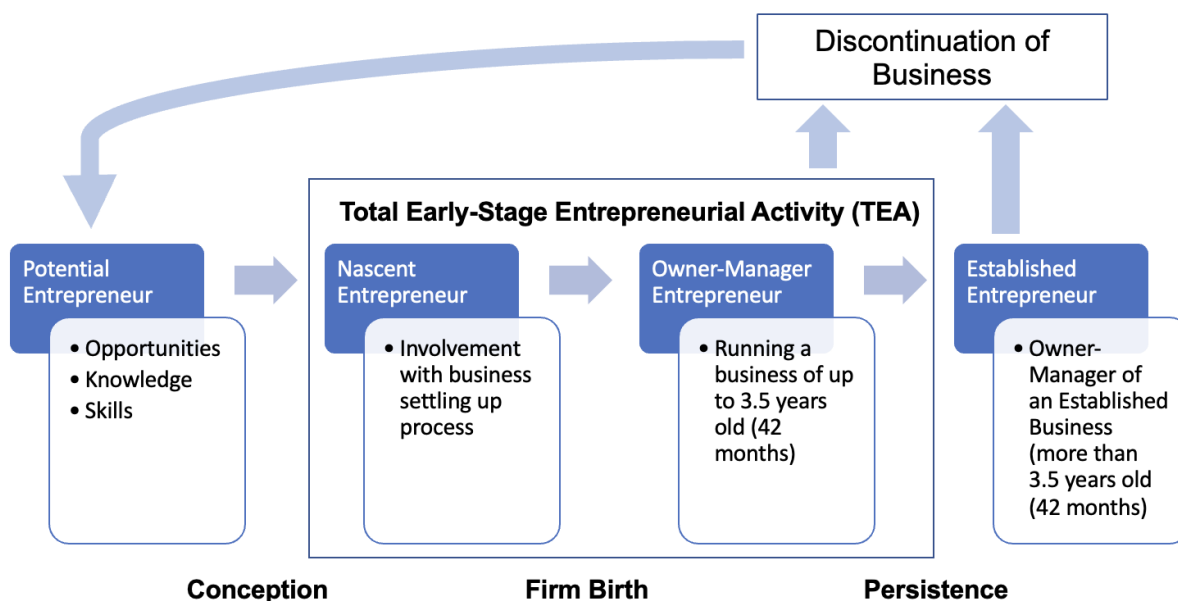 Discontinuation of
Business
Total Early-Stage Entrepreneurial Activity (TEA)
Potential
Entrepreneur
• Opportunities
• Knowledge
• Skills
Nascent
Entrepreneur
• Involvement
with business
settling up
process
Owner-Manager
Entrepreneur
• Running a
business of up
to 3.5 years
old (42
months)
Established
Entrepreneur
• Owner-
Manager of
an Established
Business
(more than
3.5 years old
(42 months)
Conception
Firm Birth
Persistence